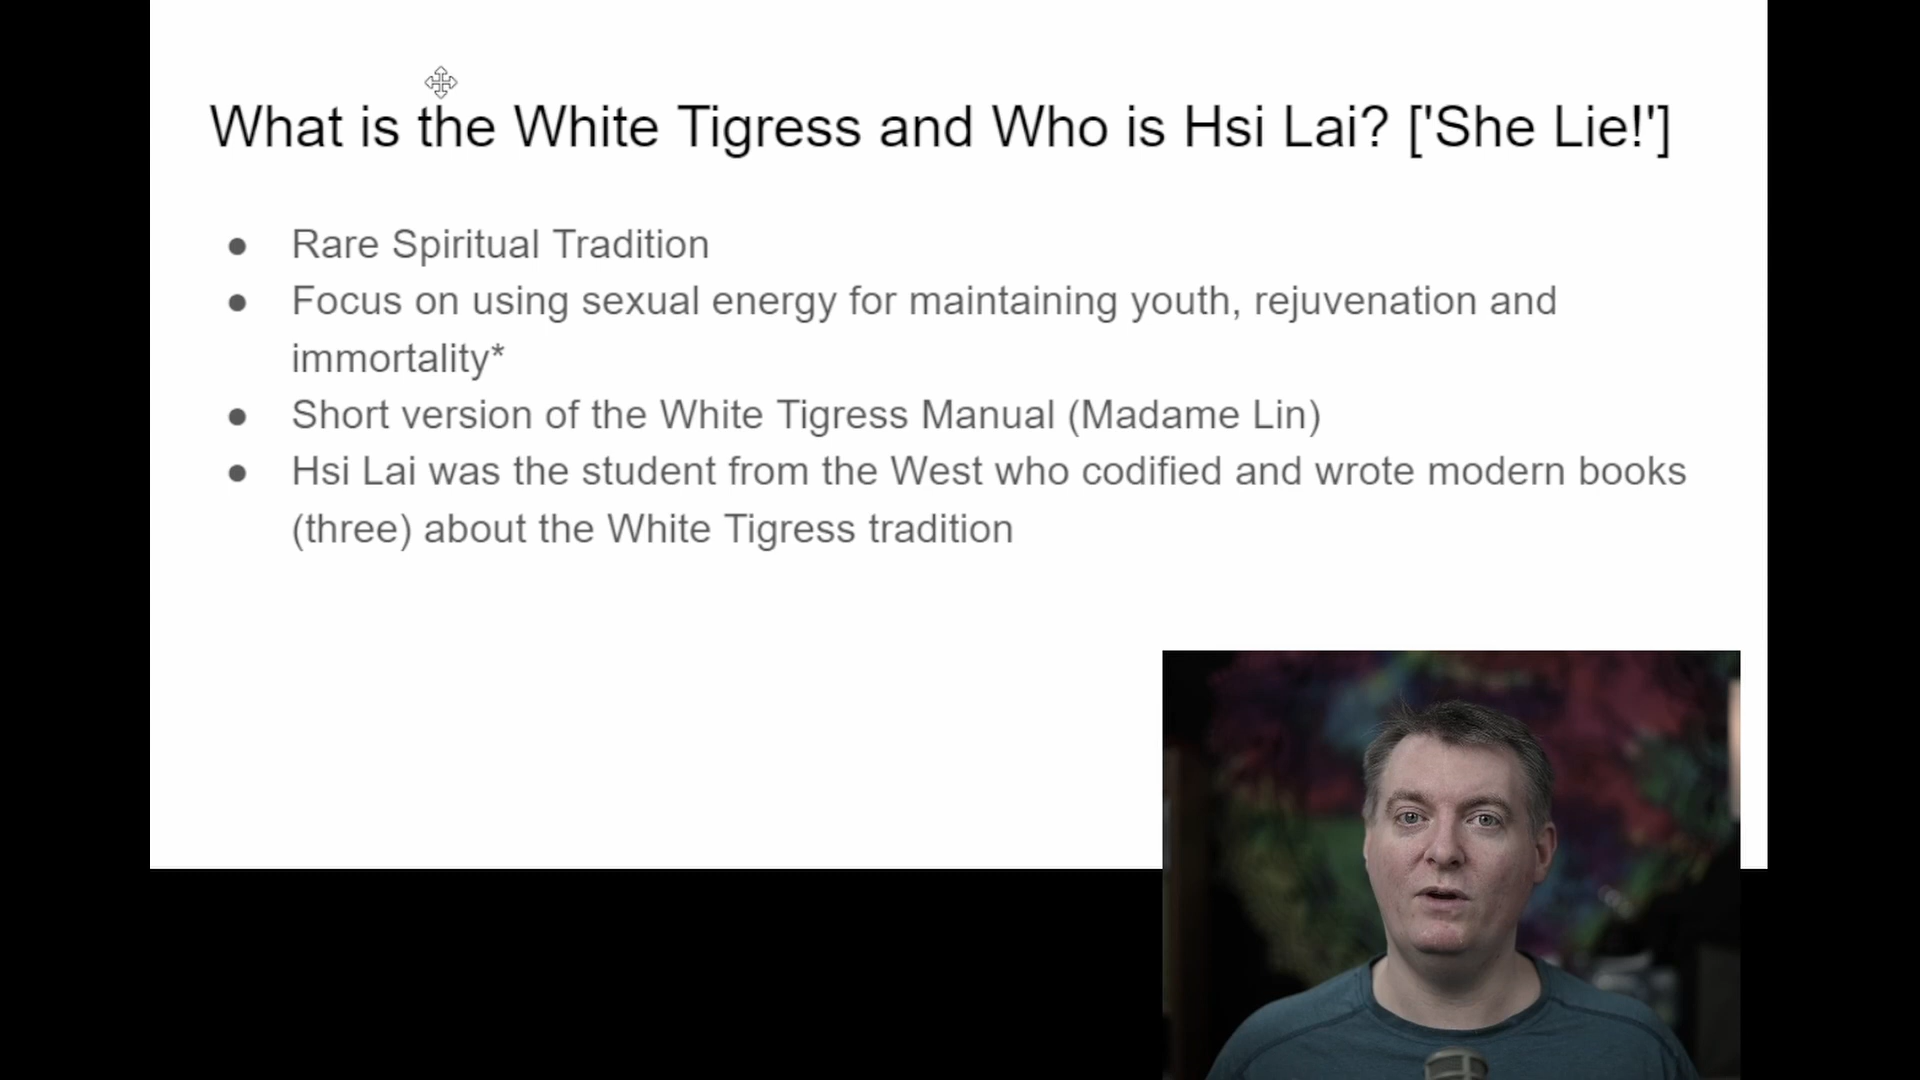 What is the White Tigress and Who is Hsi Lai? ['She Lie!']
● Rare Spiritual Tradition
● Focus on using sexual energy for maintaining youth, rejuvenation and
immortality*
● Short version of the White Tigress Manual (Madame Lin)
● Hsi Lai was the student from the West who codified and wrote modern books
(three) about the White Tigress tradition